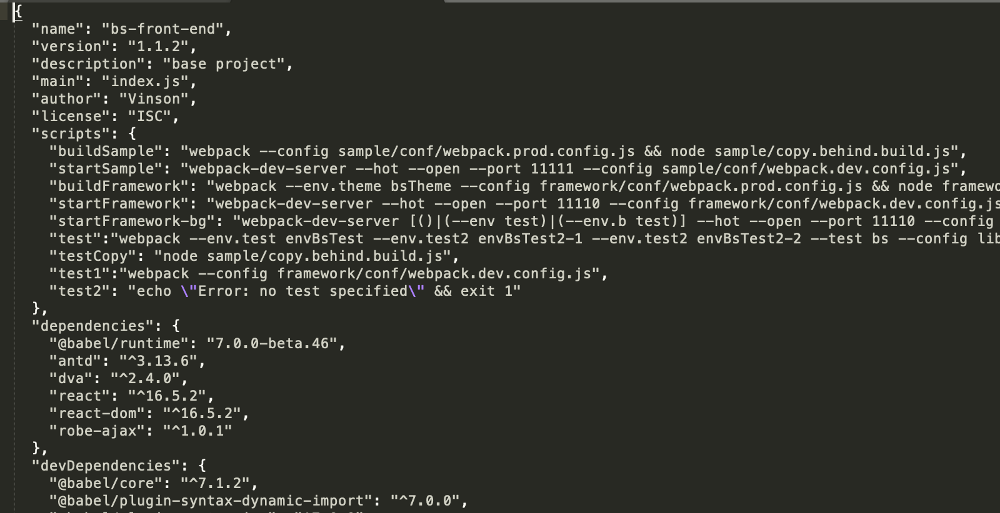 {
"name": "bs-front-end",
"version": "1.1.2",
"description": "base project",
"main": "index.js",
"author": "Vinson",
"license": "ISC",
"scripts": {
"buildSample": "webpack --config sample/conf/webpack.prod.config.js && node sample/copy.behind.build.js",
"startSample": "webpack-dev-server --hot --open --port 11111 --config sample/conf/webpack.dev.config.js",
"buildFramework": "webpack --env.theme bsTheme --config framework/conf/webpack.prod.config.js && node framewo
"startFramework": "webpack-dev-server --hot --open --port 11110 --config framework/conf/webpack.dev.config.js
"startFramework-bg": "webpack-dev-server [()|(--env test)|(--env.b test)] --hot --open --port 11110 --config
"test":"webpack --env.test envBsTest --env.test2 envBsTest2-1 --env.test2 envBsTest2-2 --test bs --config lib
"testCopy": "node sample/copy.behind.build.js",
"test1":"webpack --config framework/conf/webpack.dev.config.js",
"test2": "echo \"Error: no test specified\" && exit 1"
},
"dependencies": {
"@babel/runtime": "7.0.0-beta.46",
"antd": "^3.13.6",
"dva": "^2.4.0",
"react": "^16.5.2",
"react-dom": "^16.5.2",
"robe-ajax": "^1.0.1"
},
"devDependencies": {
"@babel/core": "^7.1.2",
"@babel/plugin-syntax-dynamic-import": "^7.0.0",